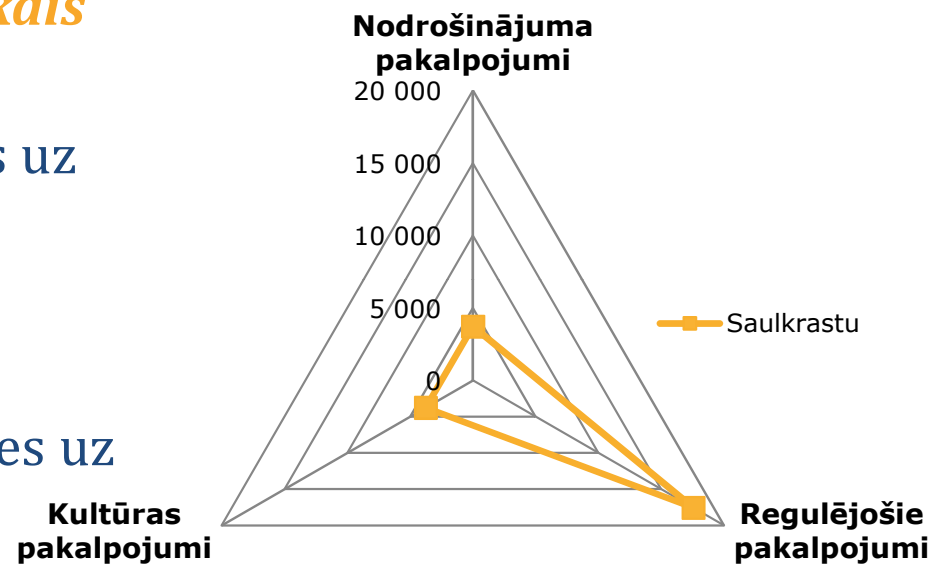 Nodrošinājuma
pakalpojumi
20 000
s uz
15 000
10 000
5 000
Saulkrastu
0
es uz
Kultūras
pakalpojumi
Regulējošie
pakalpojumi